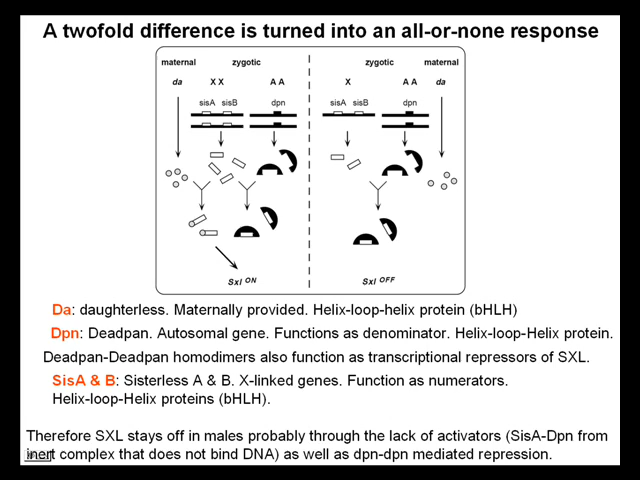 A twofold difference is turned into an all-or-none response
maternal zygotic zygotic maternal
da X X A A X A A da
sisA sisB dpn sisA sisB dpn
Sxl ON Sxl OFF
Da: daughterless. Maternally provided. Helix-loop-helix protein (bHLH)
Dpn: Deadpan. Autosomal gene. Functions as denominator. Helix-loop-Helix protein.
Deadpan-Deadpan homodimers also function as transcriptional repressors of SXL.
SisA & B: Sisterless A & B. X-linked genes. Function as numerators.
Helix-loop-Helix proteins (bHLH).
Therefore SXL stays off in males probably through the lack of activators (SisA-Dpn from
inert complex that does not bind DNA) as well as dpn-dpn mediated repression.